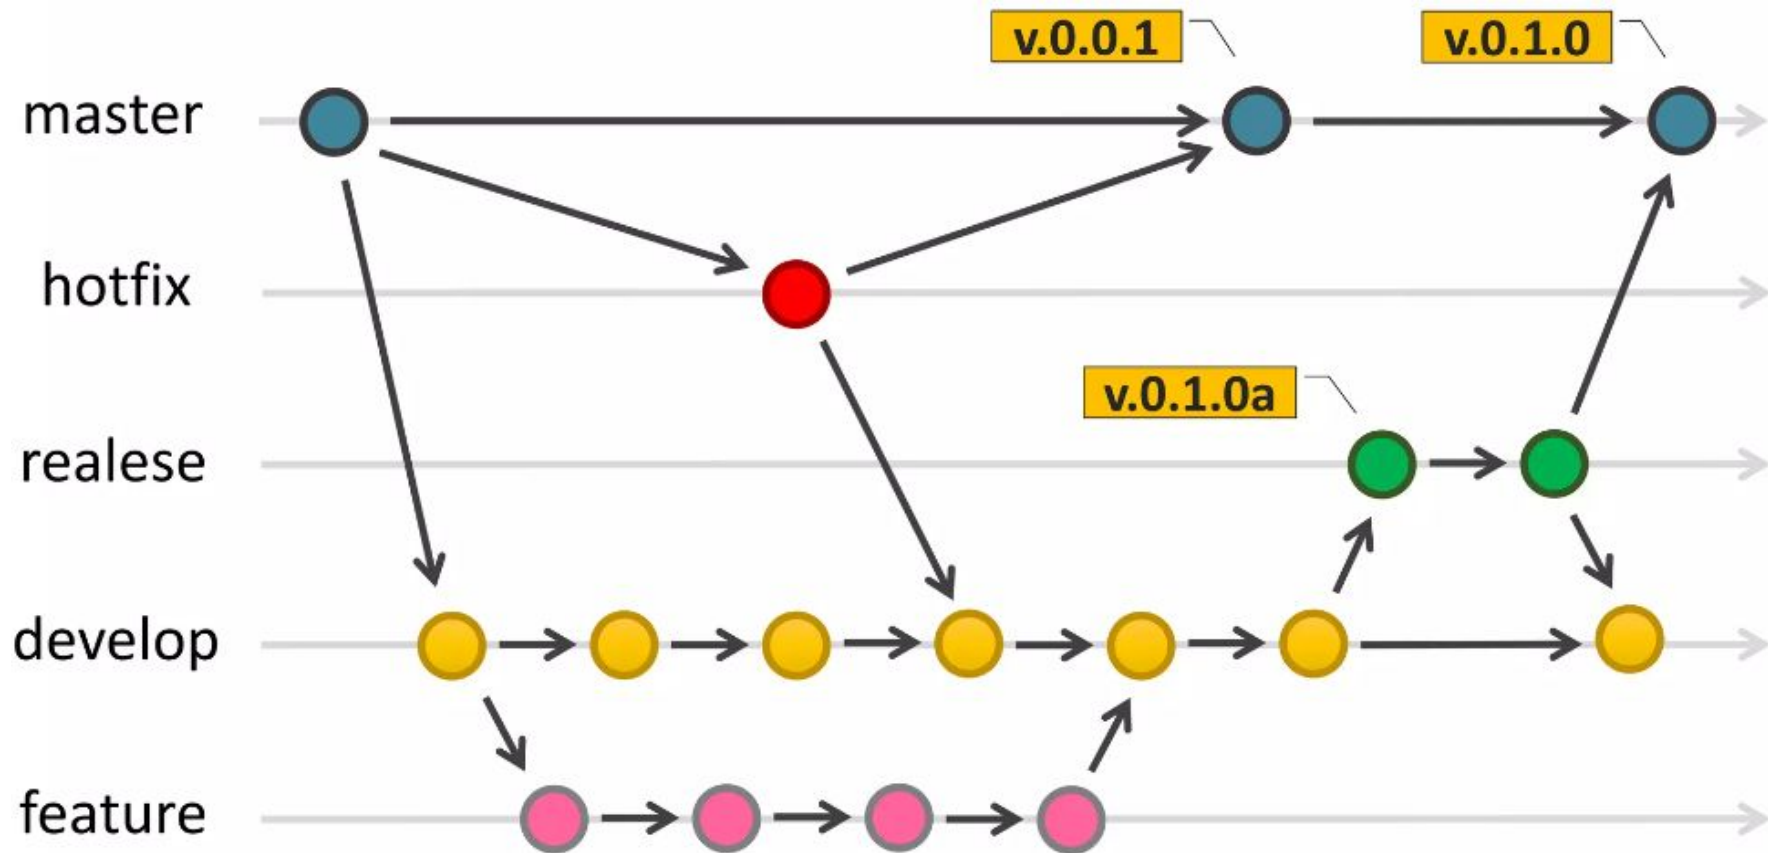 v.0.0.1
v.0.1.0
master
hotfix
v.0.1.0a
realese
develop
feature